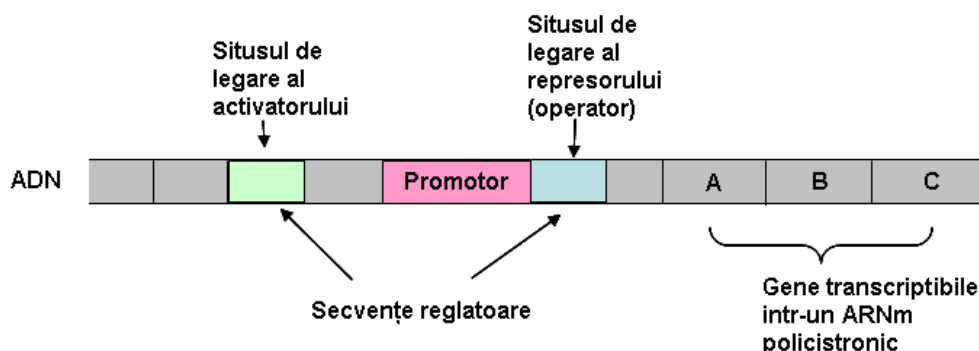 Situsul de
legare al
activatorului
Situsul de
legare al
represorului
(operator)
ADN
Promotor
A
B
C
Secvențe reglatoare
Gene transcriptibile
intr-un ARNm
policistronic